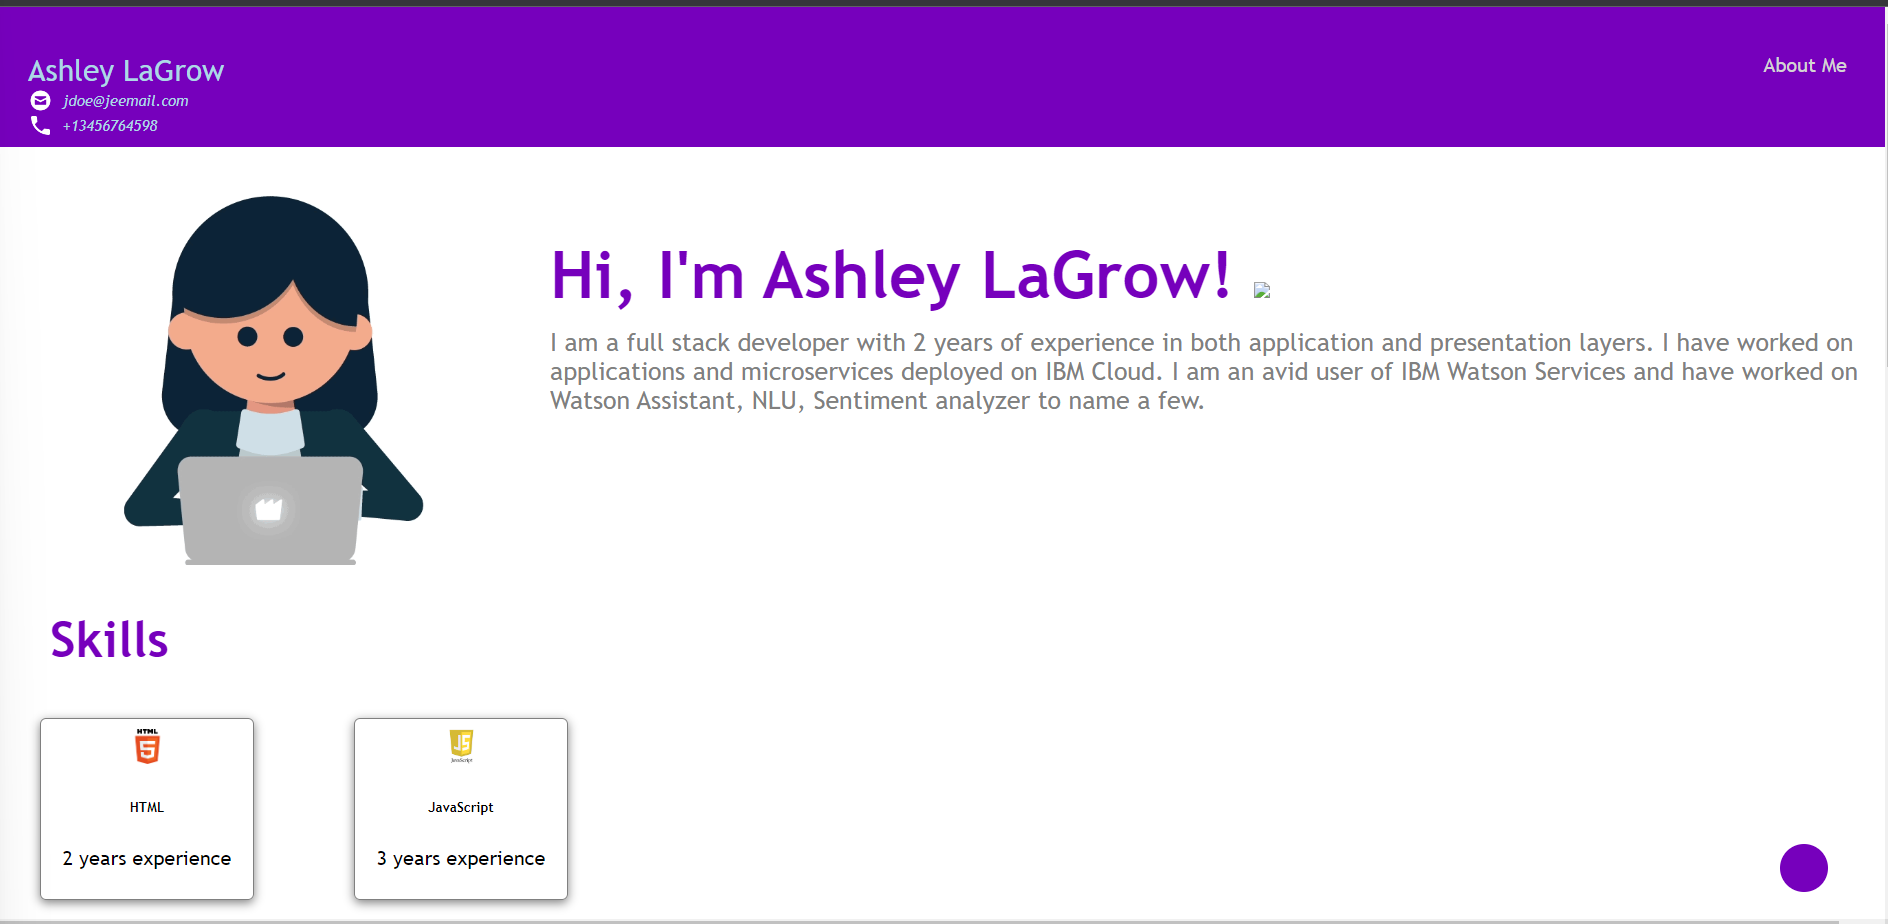 Ashley LaGrow
About Me
jdoe@jeemail.com
+13456764598
Hi, I'm Ashley LaGrow!
I am a full stack developer with 2 years of experience in both application and presentation layers. I have worked on
applications and microservices deployed on IBM Cloud. I am an avid user of IBM Watson Services and have worked on
Watson Assistant, NLU, Sentiment analyzer to name a few.
Skills
HTML
5
HTML
2 years experience
JS
JavaScript
JavaScript
3 years experience